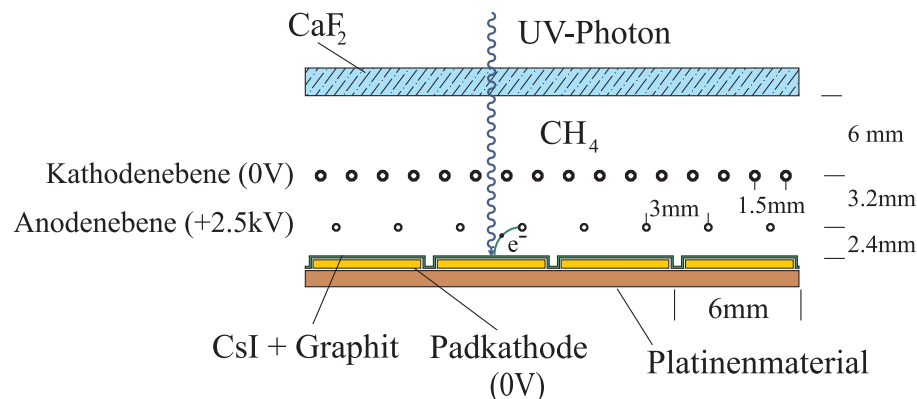 CaF₂
UV-Photon
CH₄
6 mm
Kathodenebene (0V)
3.2mm
1.5mm
Anodenebene (+2.5kV)
3mm
e⁻
2.4mm
6mm
CsI + Graphit
Padkathode
(0V)
Platinenmaterial